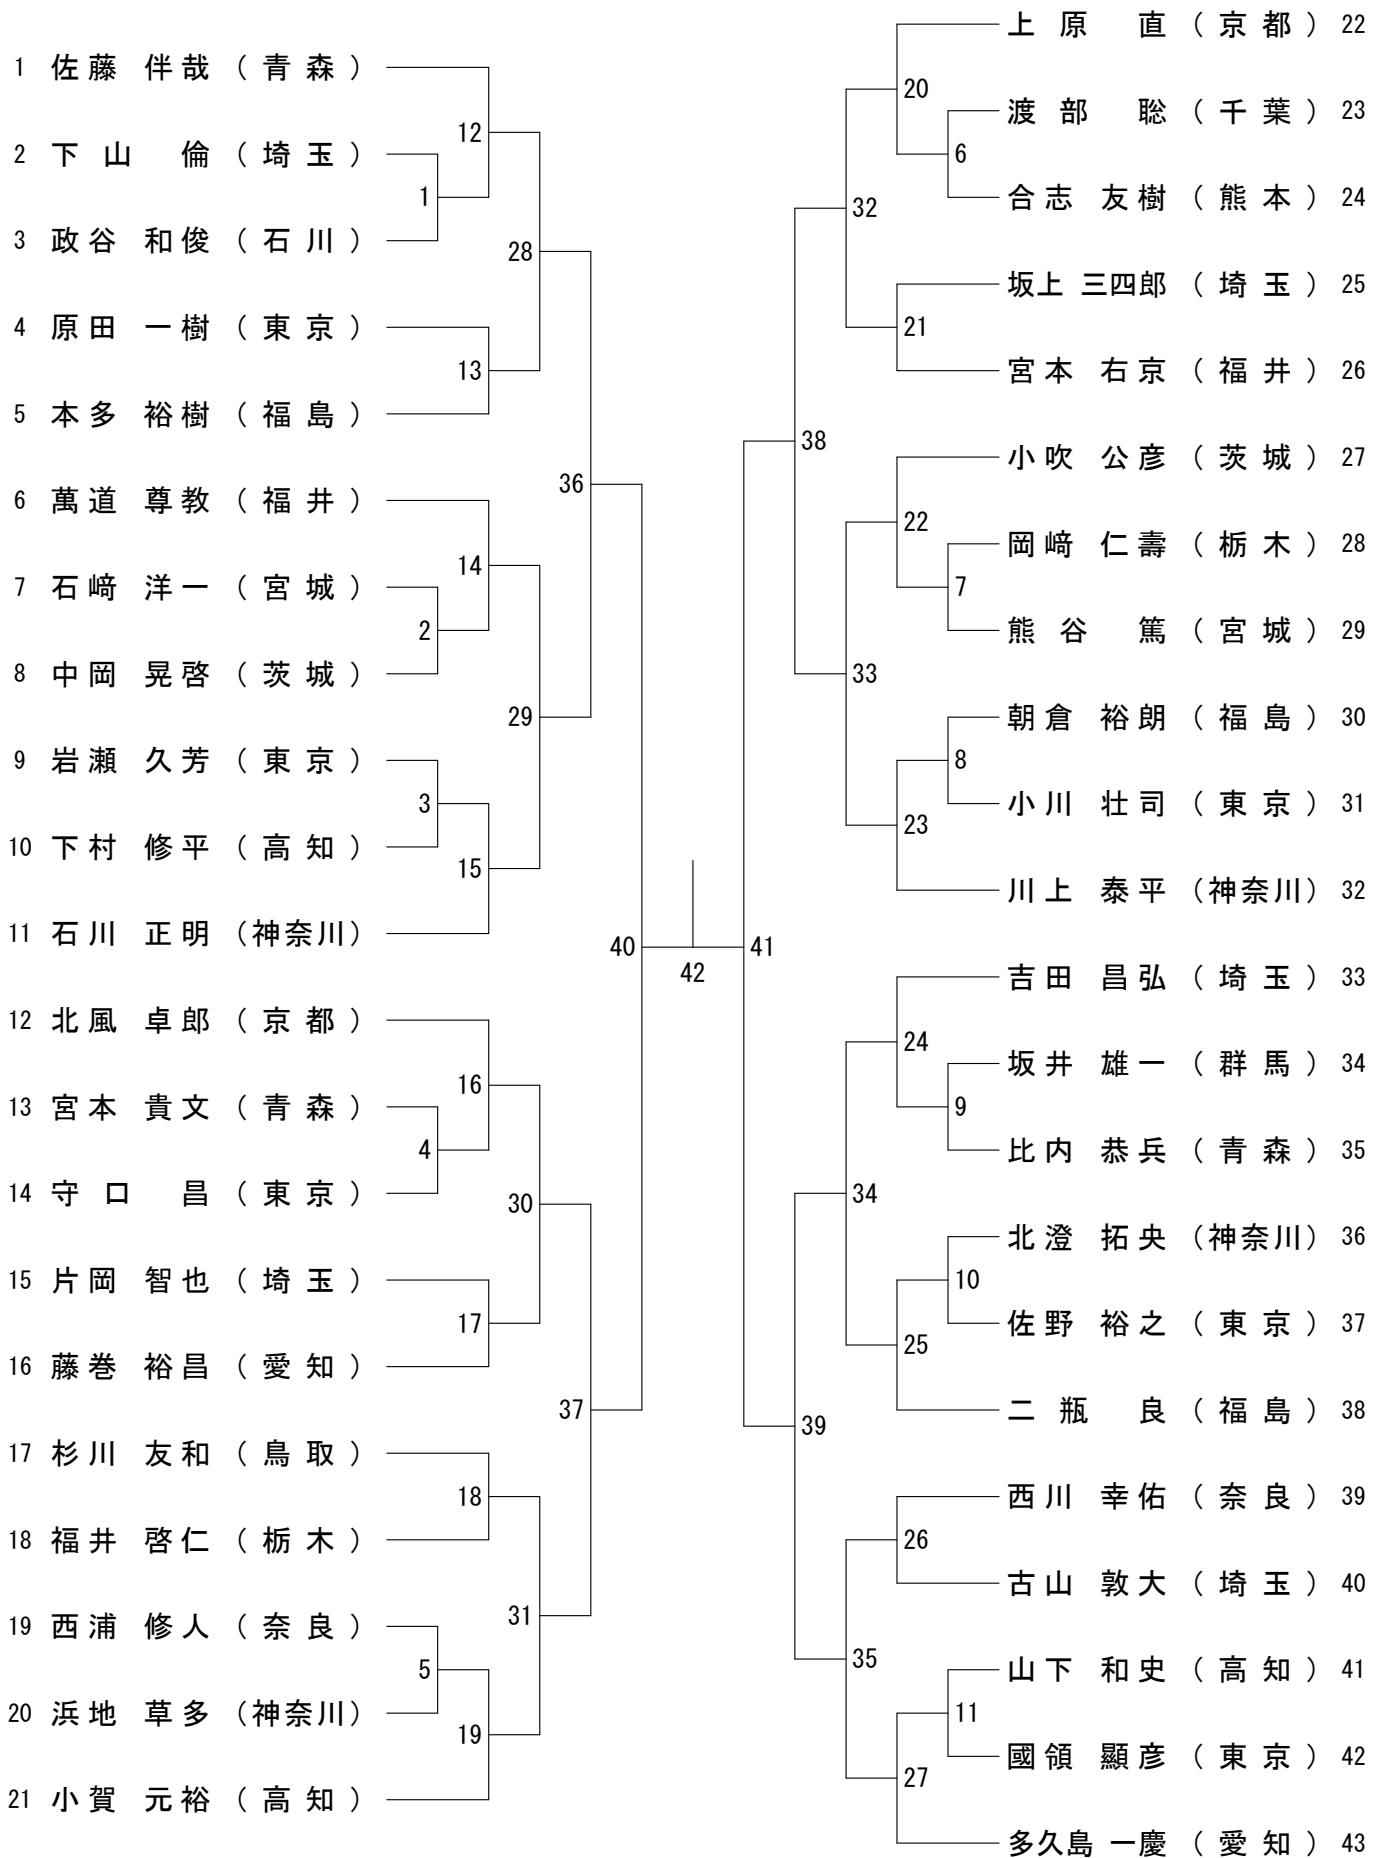 1 佐藤 伴哉 ( 青森 )
2 下山 倫 ( 埼玉 )
3 政谷 和俊 ( 石川 )
4 原田 一樹 ( 東京 )
5 本多 裕樹 ( 福島 )
6 萬道 尊教 ( 福井 )
7 石﨑 洋一 ( 宮城 )
8 中岡 晃啓 ( 茨城 )
9 岩瀬 久芳 ( 東京 )
10 下村 修平 ( 高知 )
11 石川 正明 (神奈川)
12 北風 卓郎 ( 京都 )
13 宮本 貴文 ( 青森 )
14 守口 昌 ( 東京 )
15 片岡 智也 ( 埼玉 )
16 藤巻 裕昌 ( 愛知 )
17 杉川 友和 ( 鳥取 )
18 福井 啓仁 ( 栃木 )
19 西浦 修人 ( 奈良 )
20 浜地 草多 (神奈川)
21 小賀 元裕 ( 高知 )
1
2
3
4
5
12
13
14
15
16
17
18
19
28
29
30
31
36
37
40
42
41
38
39
32
33
34
35
20
21
22
23
24
25
26
27
6
7
8
9
10
11
上原 直 ( 京都 ) 22
渡部 聡 ( 千葉 ) 23
合志 友樹 ( 熊本 ) 24
坂上 三四郎 ( 埼玉 ) 25
宮本 右京 ( 福井 ) 26
小吹 公彦 ( 茨城 ) 27
岡﨑 仁壽 ( 栃木 ) 28
熊谷 篤 ( 宮城 ) 29
朝倉 裕朗 ( 福島 ) 30
小川 壮司 ( 東京 ) 31
川上 泰平 (神奈川) 32
吉田 昌弘 ( 埼玉 ) 33
坂井 雄一 ( 群馬 ) 34
比内 恭兵 ( 青森 ) 35
北澄 拓央 (神奈川) 36
佐野 裕之 ( 東京 ) 37
二瓶 良 ( 福島 ) 38
西川 幸佑 ( 奈良 ) 39
古山 敦大 ( 埼玉 ) 40
山下 和史 ( 高知 ) 41
國領 顯彦 ( 東京 ) 42
多久島 一慶 ( 愛知 ) 43